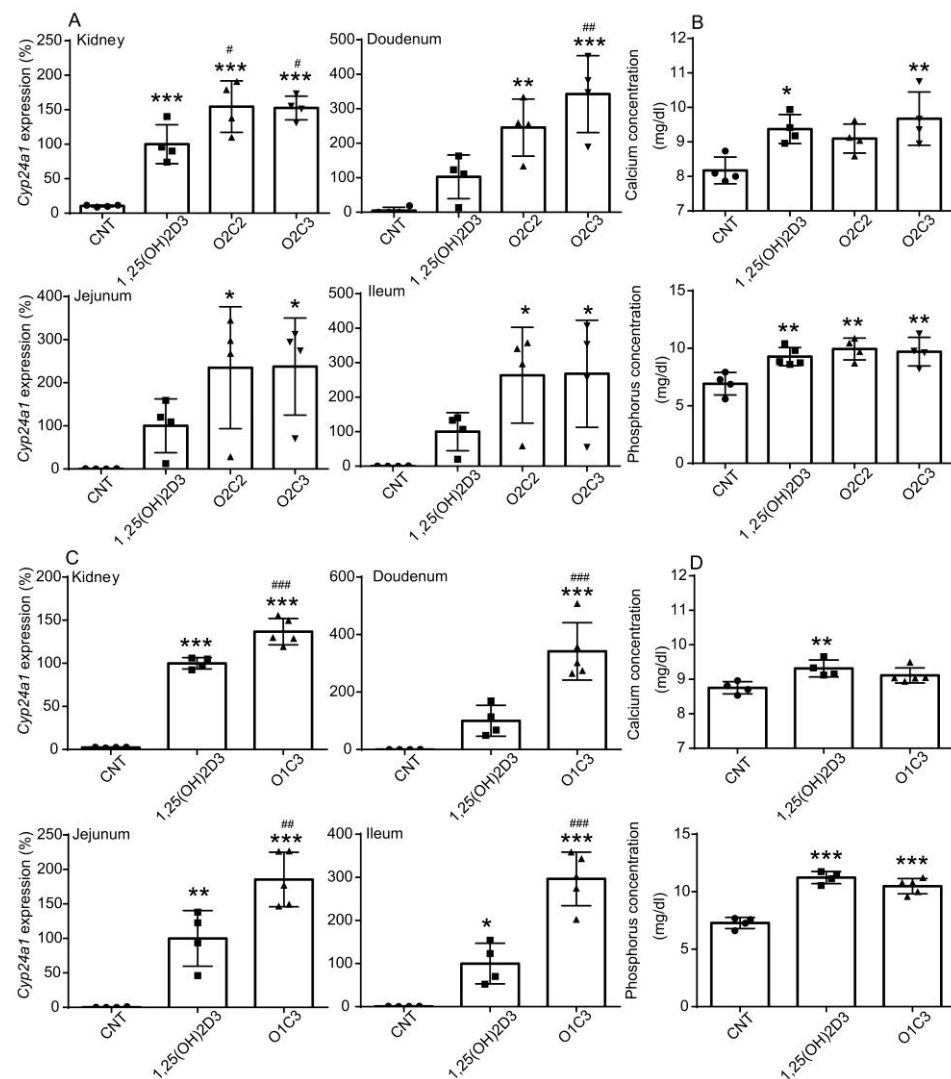 A
Kidney
Cyp24a1 expression (%)
200
150
100
50
0
***
#
***
#
***
CNT
1,25(OH)2D3
O2C2
O2C3
Doudenum
500
400
300
200
100
0
**
##
***
CNT
1,25(OH)2D3
O2C2
O2C3
B
Calcium concentration
(mg/dl)
12
11
10
9
8
7
*
**
CNT
1,25(OH)2D3
O2C2
O2C3
Jejunum
Cyp24a1 expression (%)
400
300
200
100
0
*
*
CNT
1,25(OH)2D3
O2C2
O2C3
Ileum
500
400
300
200
100
0
*
*
CNT
1,25(OH)2D3
O2C2
O2C3
Phosphorus concentration
(mg/dl)
15
10
5
0
**
**
**
CNT
1,25(OH)2D3
O2C2
O2C3
C
Kidney
Cyp24a1 expression (%)
200
150
100
50
0
***
###
***
CNT
1,25(OH)2D3
O1C3
Doudenum
600
400
200
0
###
***
CNT
1,25(OH)2D3
O1C3
D
Calcium concentration
(mg/dl)
12
11
10
9
8
7
**
CNT
1,25(OH)2D3
O1C3
Jejunum
Cyp24a1 expression (%)
250
200
150
100
50
0
**
##
***
CNT
1,25(OH)2D3
O1C3
Ileum
400
300
200
100
0
*
###
***
CNT
1,25(OH)2D3
O1C3
Phosphorus concentration
(mg/dl)
15
10
5
0
***
***
CNT
1,25(OH)2D3
O1C3